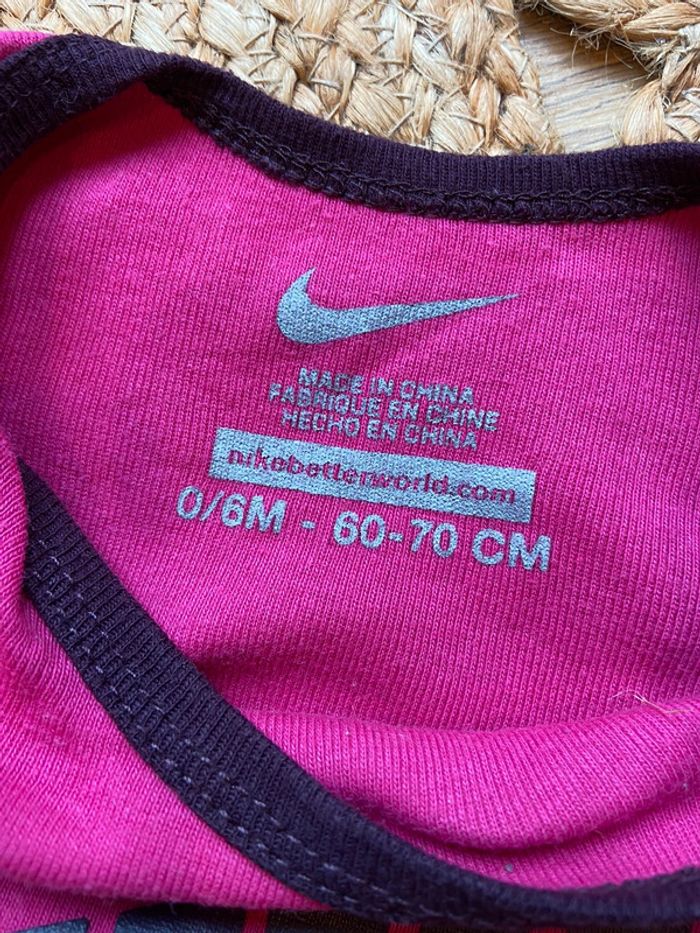 MADE IN CHINA
FABRIQUE EN CHINE
HECHO EN CHINA
nikebetterworld.com
0/6M - 60-70 CM